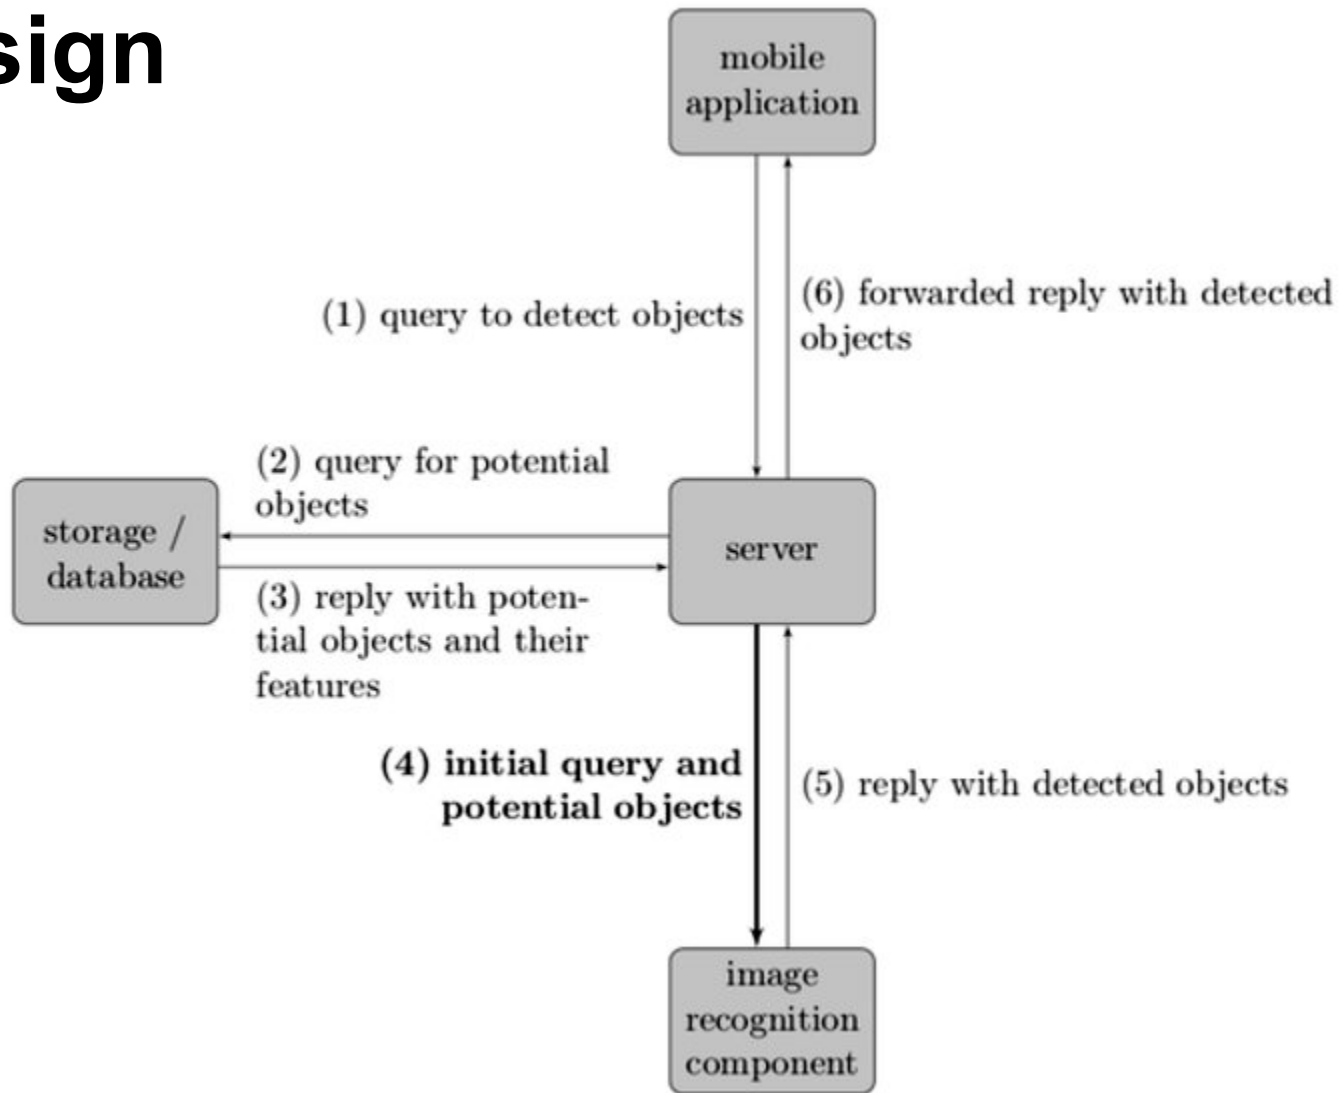 sign
mobile
application
(1) query to detect objects
(6) forwarded reply with detected
objects
(2) query for potential
objects
storage /
database
server
(3) reply with poten-
tial objects and their
features
(4) initial query and
potential objects
(5) reply with detected objects
image
recognition
component